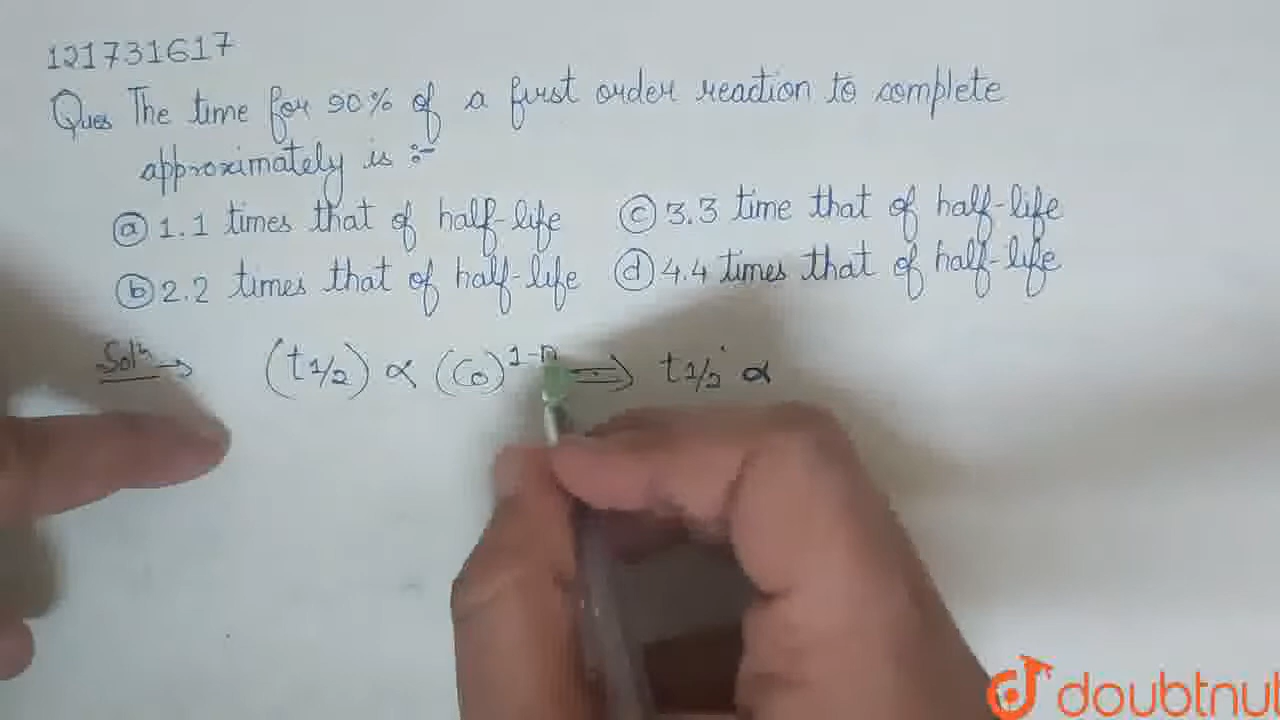 121731617
Ques The time for 90% of a first order reaction to complete
approximately is :-
(a) 1.1 times that of half-life (c) 3.3 time that of half-life
(b) 2.2 times that of half-life (d) 4.4 times that of half-life
Solⁿ → (t1/2) ∝ (C0)^1-n ⇒ t1/2 ∝
doubtnut